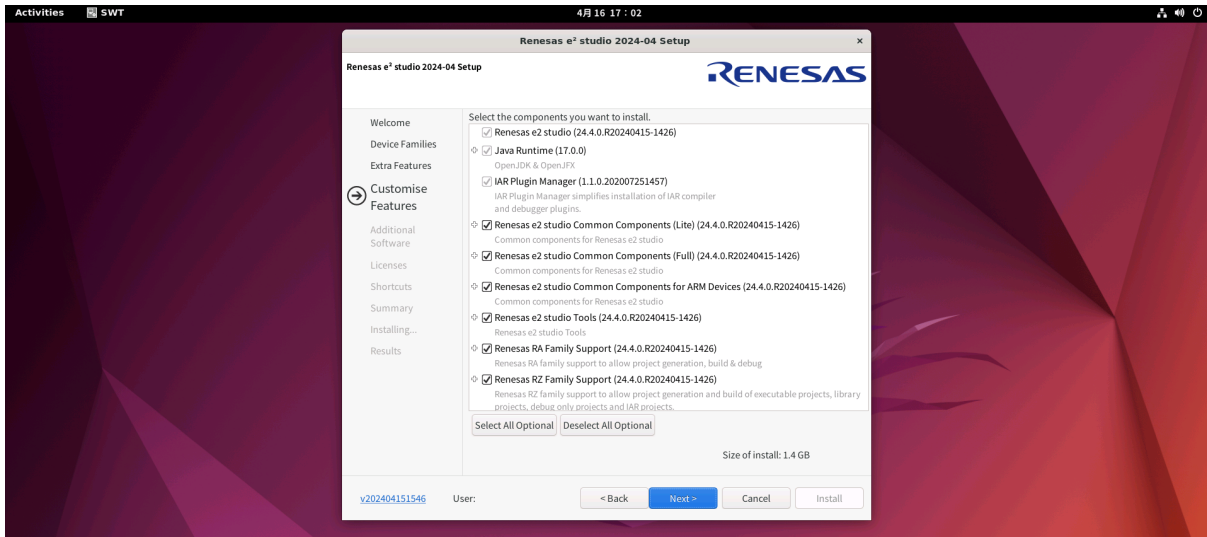 Activities SWT 4月 16 17：02
Renesas e² studio 2024-04 Setup ×
Renesas e² studio 2024-04 Setup
RENESAS
Welcome
Device Families
Extra Features
Customise
Features
Additional
Software
Licenses
Shortcuts
Summary
Installing...
Results
Select the components you want to install.
Renesas e2 studio (24.4.0.R20240415-1426)
Java Runtime (17.0.0)
OpenJDK & OpenJFX
IAR Plugin Manager (1.1.0.202007251457)
IAR Plugin Manager simplifies installation of IAR compiler
and debugger plugins.
Renesas e2 studio Common Components (Lite) (24.4.0.R20240415-1426)
Common components for Renesas e2 studio
Renesas e2 studio Common Components (Full) (24.4.0.R20240415-1426)
Common components for Renesas e2 studio
Renesas e2 studio Common Components for ARM Devices (24.4.0.R20240415-1426)
Common components for Renesas e2 studio
Renesas e2 studio Tools (24.4.0.R20240415-1426)
Renesas e2 studio Tools
Renesas RA Family Support (24.4.0.R20240415-1426)
Renesas RA family support to allow project generation, build & debug
Renesas RZ Family Support (24.4.0.R20240415-1426)
Renesas RZ family support to allow project generation and build of executable projects, library
projects, debug only projects and IAR projects.
Select All Optional Deselect All Optional
Size of install: 1.4 GB
v202404151546 User: < Back Next > Cancel Install